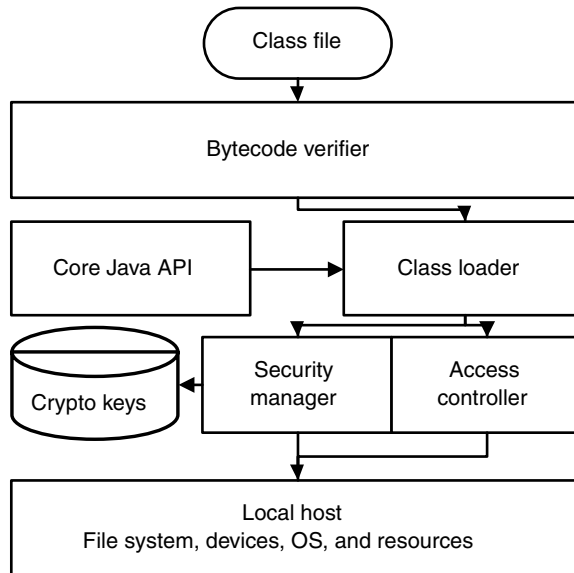 Class file
Bytecode verifier
Core Java API
Class loader
Crypto keys
Security
manager
Access
controller
Local host
File system, devices, OS, and resources